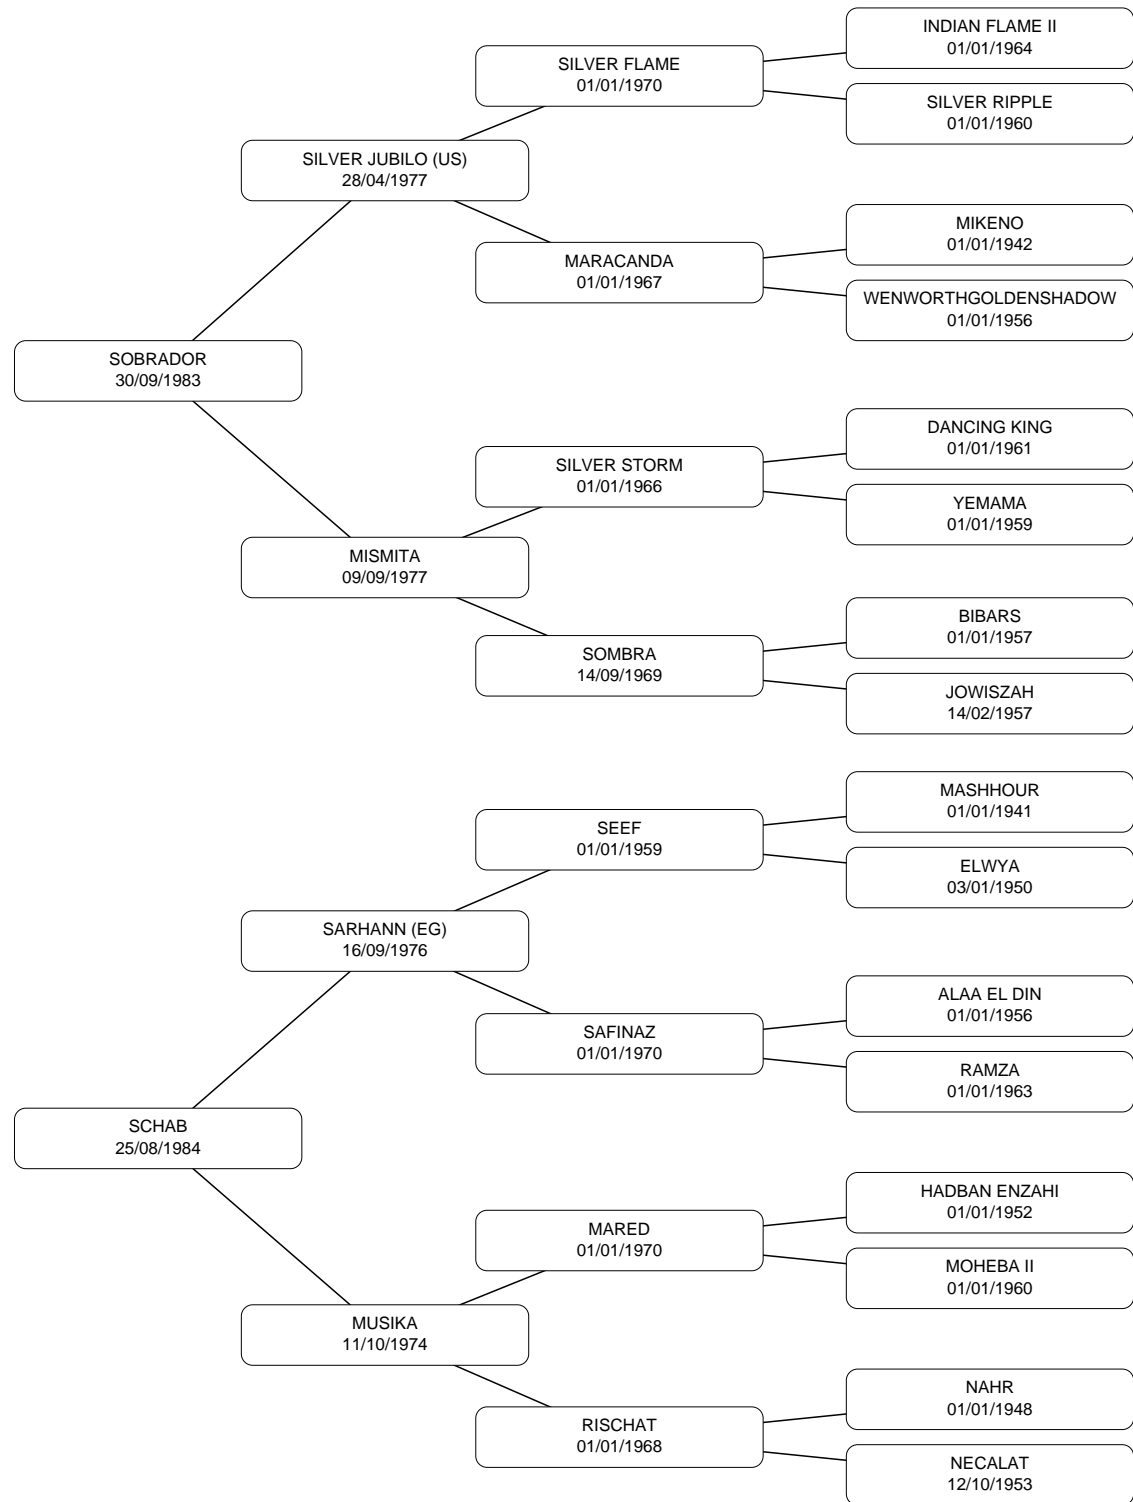 INDIAN FLAME II
01/01/1964
SILVER FLAME
01/01/1970
SILVER RIPPLE
01/01/1960
SILVER JUBILO (US)
28/04/1977
MIKENO
01/01/1942
MARACANDA
01/01/1967
WENWORTHGOLDENSHADOW
01/01/1956
SOBRADOR
30/09/1983
DANCING KING
01/01/1961
SILVER STORM
01/01/1966
YEMAMA
01/01/1959
MISMITA
09/09/1977
BIBARS
01/01/1957
SOMBRA
14/09/1969
JOWISZAH
14/02/1957
MASHHOUR
01/01/1941
SEEF
01/01/1959
ELWYA
03/01/1950
SARHANN (EG)
16/09/1976
ALAA EL DIN
01/01/1956
SAFINAZ
01/01/1970
RAMZA
01/01/1963
SCHAB
25/08/1984
HADBAN ENZAHI
01/01/1952
MARED
01/01/1970
MOHEBA II
01/01/1960
MUSIKA
11/10/1974
NAHR
01/01/1948
RISCHAT
01/01/1968
NECALAT
12/10/1953